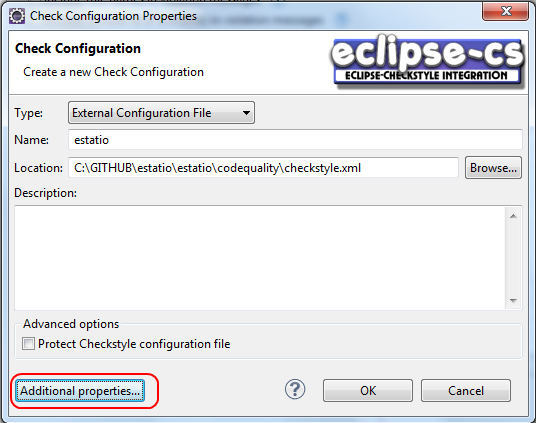 Check Configuration Properties
Check Configuration
Create a new Check Configuration
eclipse-cs
ECLIPSE-CHECKSTYLE INTEGRATION
Type: External Configuration File
Name: estatio
Location: C:\GITHUB\estatio\estatio\codequality\checkstyle.xml Browse...
Description:
Advanced options
Protect Checkstyle configuration file
Additional properties... ? OK Cancel